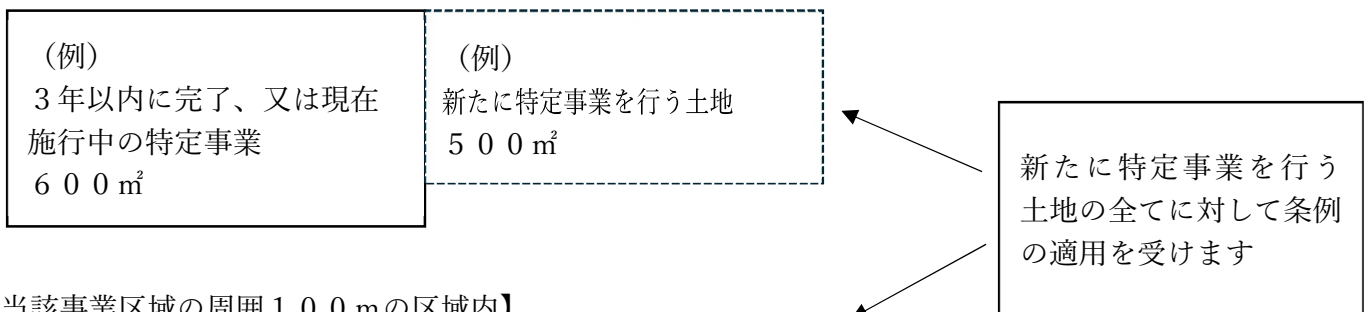 （例）
３年以内に完了、又は現在
施行中の特定事業
６００㎡
（例）
新たに特定事業を行う土地
５００㎡
新たに特定事業を行う
土地の全てに対して条例
の適用を受けます
当該事業区域の周囲１００ｍの区域内】